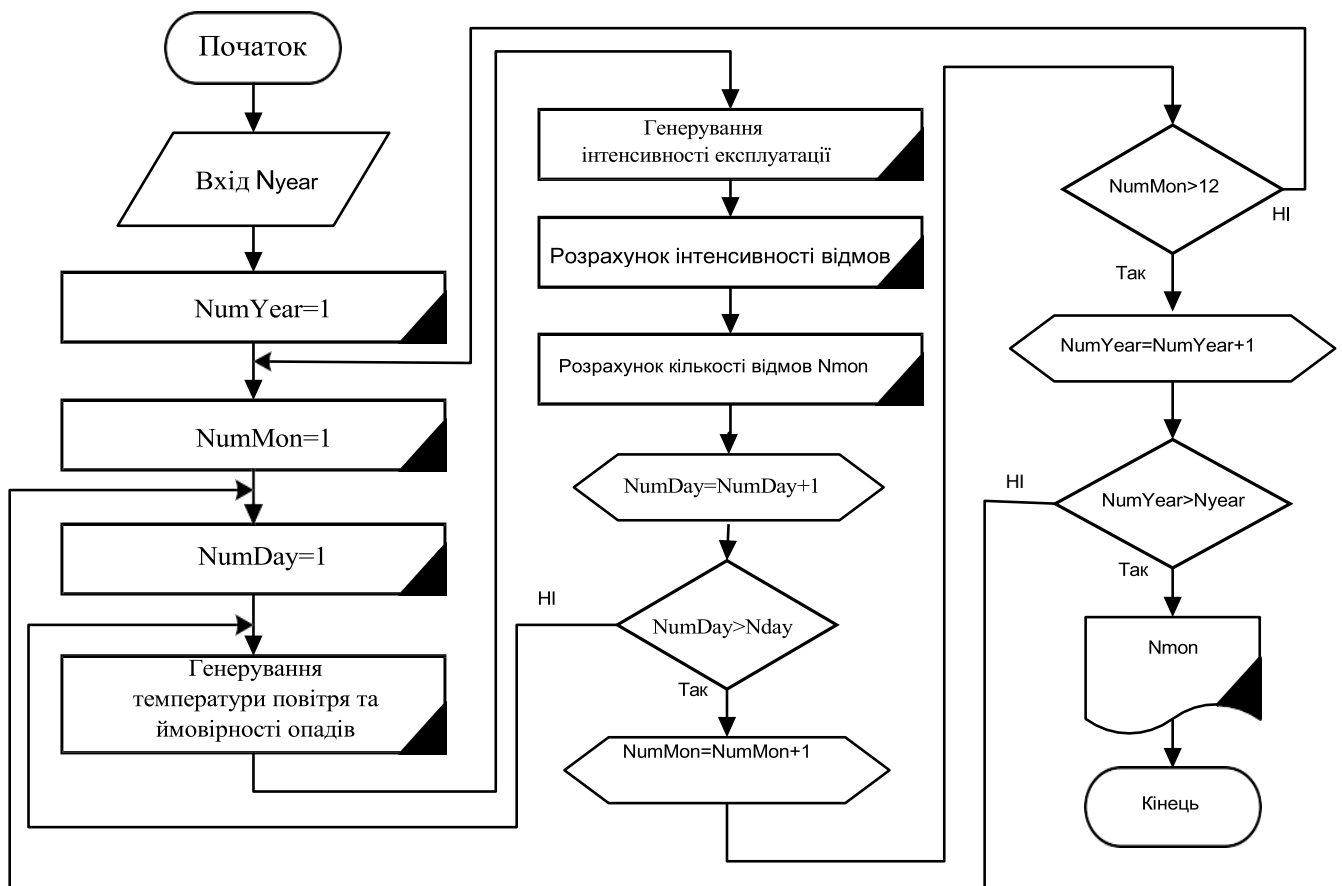 Початок
Вхід Nyear
NumYear=1
NumMon=1
NumDay=1
Генерування
температури повітря та
ймовірності опадів
Генерування
інтенсивності експлуатації
Розрахунок інтенсивності відмов
Розрахунок кількості відмов Nmon
NumDay=NumDay+1
НІ
NumDay>Nday
Так
NumMon=NumMon+1
NumMon>12
НІ
Так
NumYear=NumYear+1
НІ
NumYear>Nyear
Так
Nmon
Кінець